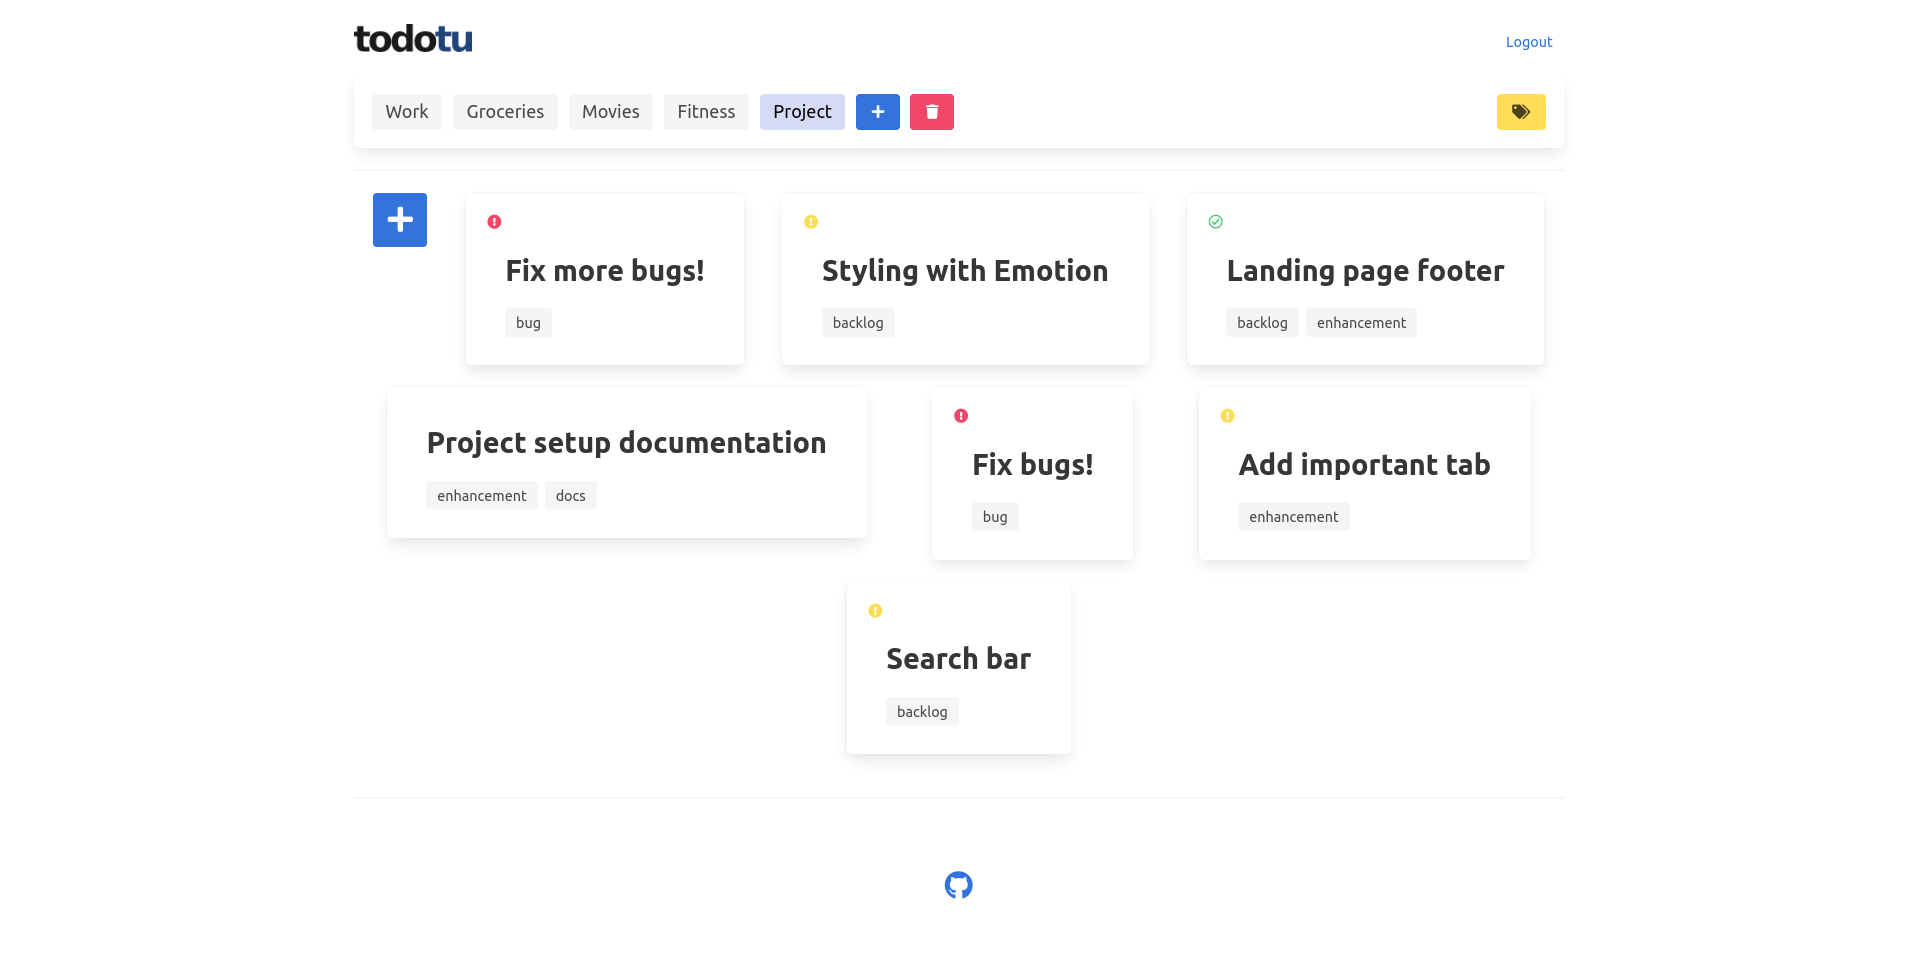 todotu
Logout
Work Groceries Movies Fitness Project
Fix more bugs!
bug
Styling with Emotion
backlog
Landing page footer
backlog enhancement
Project setup documentation
enhancement docs
Fix bugs!
bug
Add important tab
enhancement
Search bar
backlog